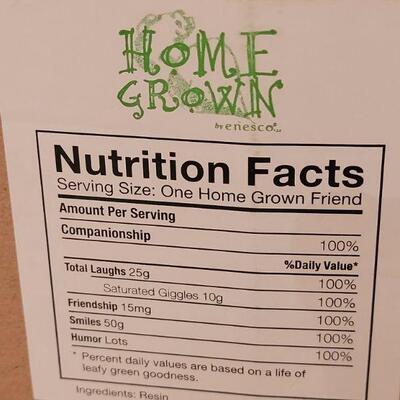 HOME
GROWN
by enesco
Nutrition Facts
Serving Size: One Home Grown Friend
Amount Per Serving
Companionship 100%
%Daily Value*
Total Laughs 25g 100%
Saturated Giggles 10g 100%
Friendship 15mg 100%
Smiles 50g 100%
Humor Lots 100%
* Percent daily values are based on a life of
leafy green goodness.
Ingredients: Resin